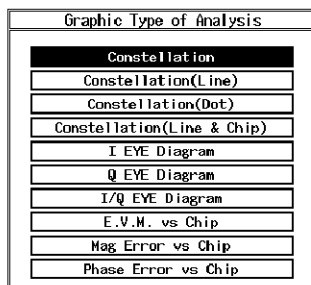 Graphic Type of Analysis
Constellation
Constellation(Line)
Constellation(Dot)
Constellation(Line & Chip)
I EYE Diagram
Q EYE Diagram
I/Q EYE Diagram
E.V.M. vs Chip
Mag Error vs Chip
Phase Error vs Chip